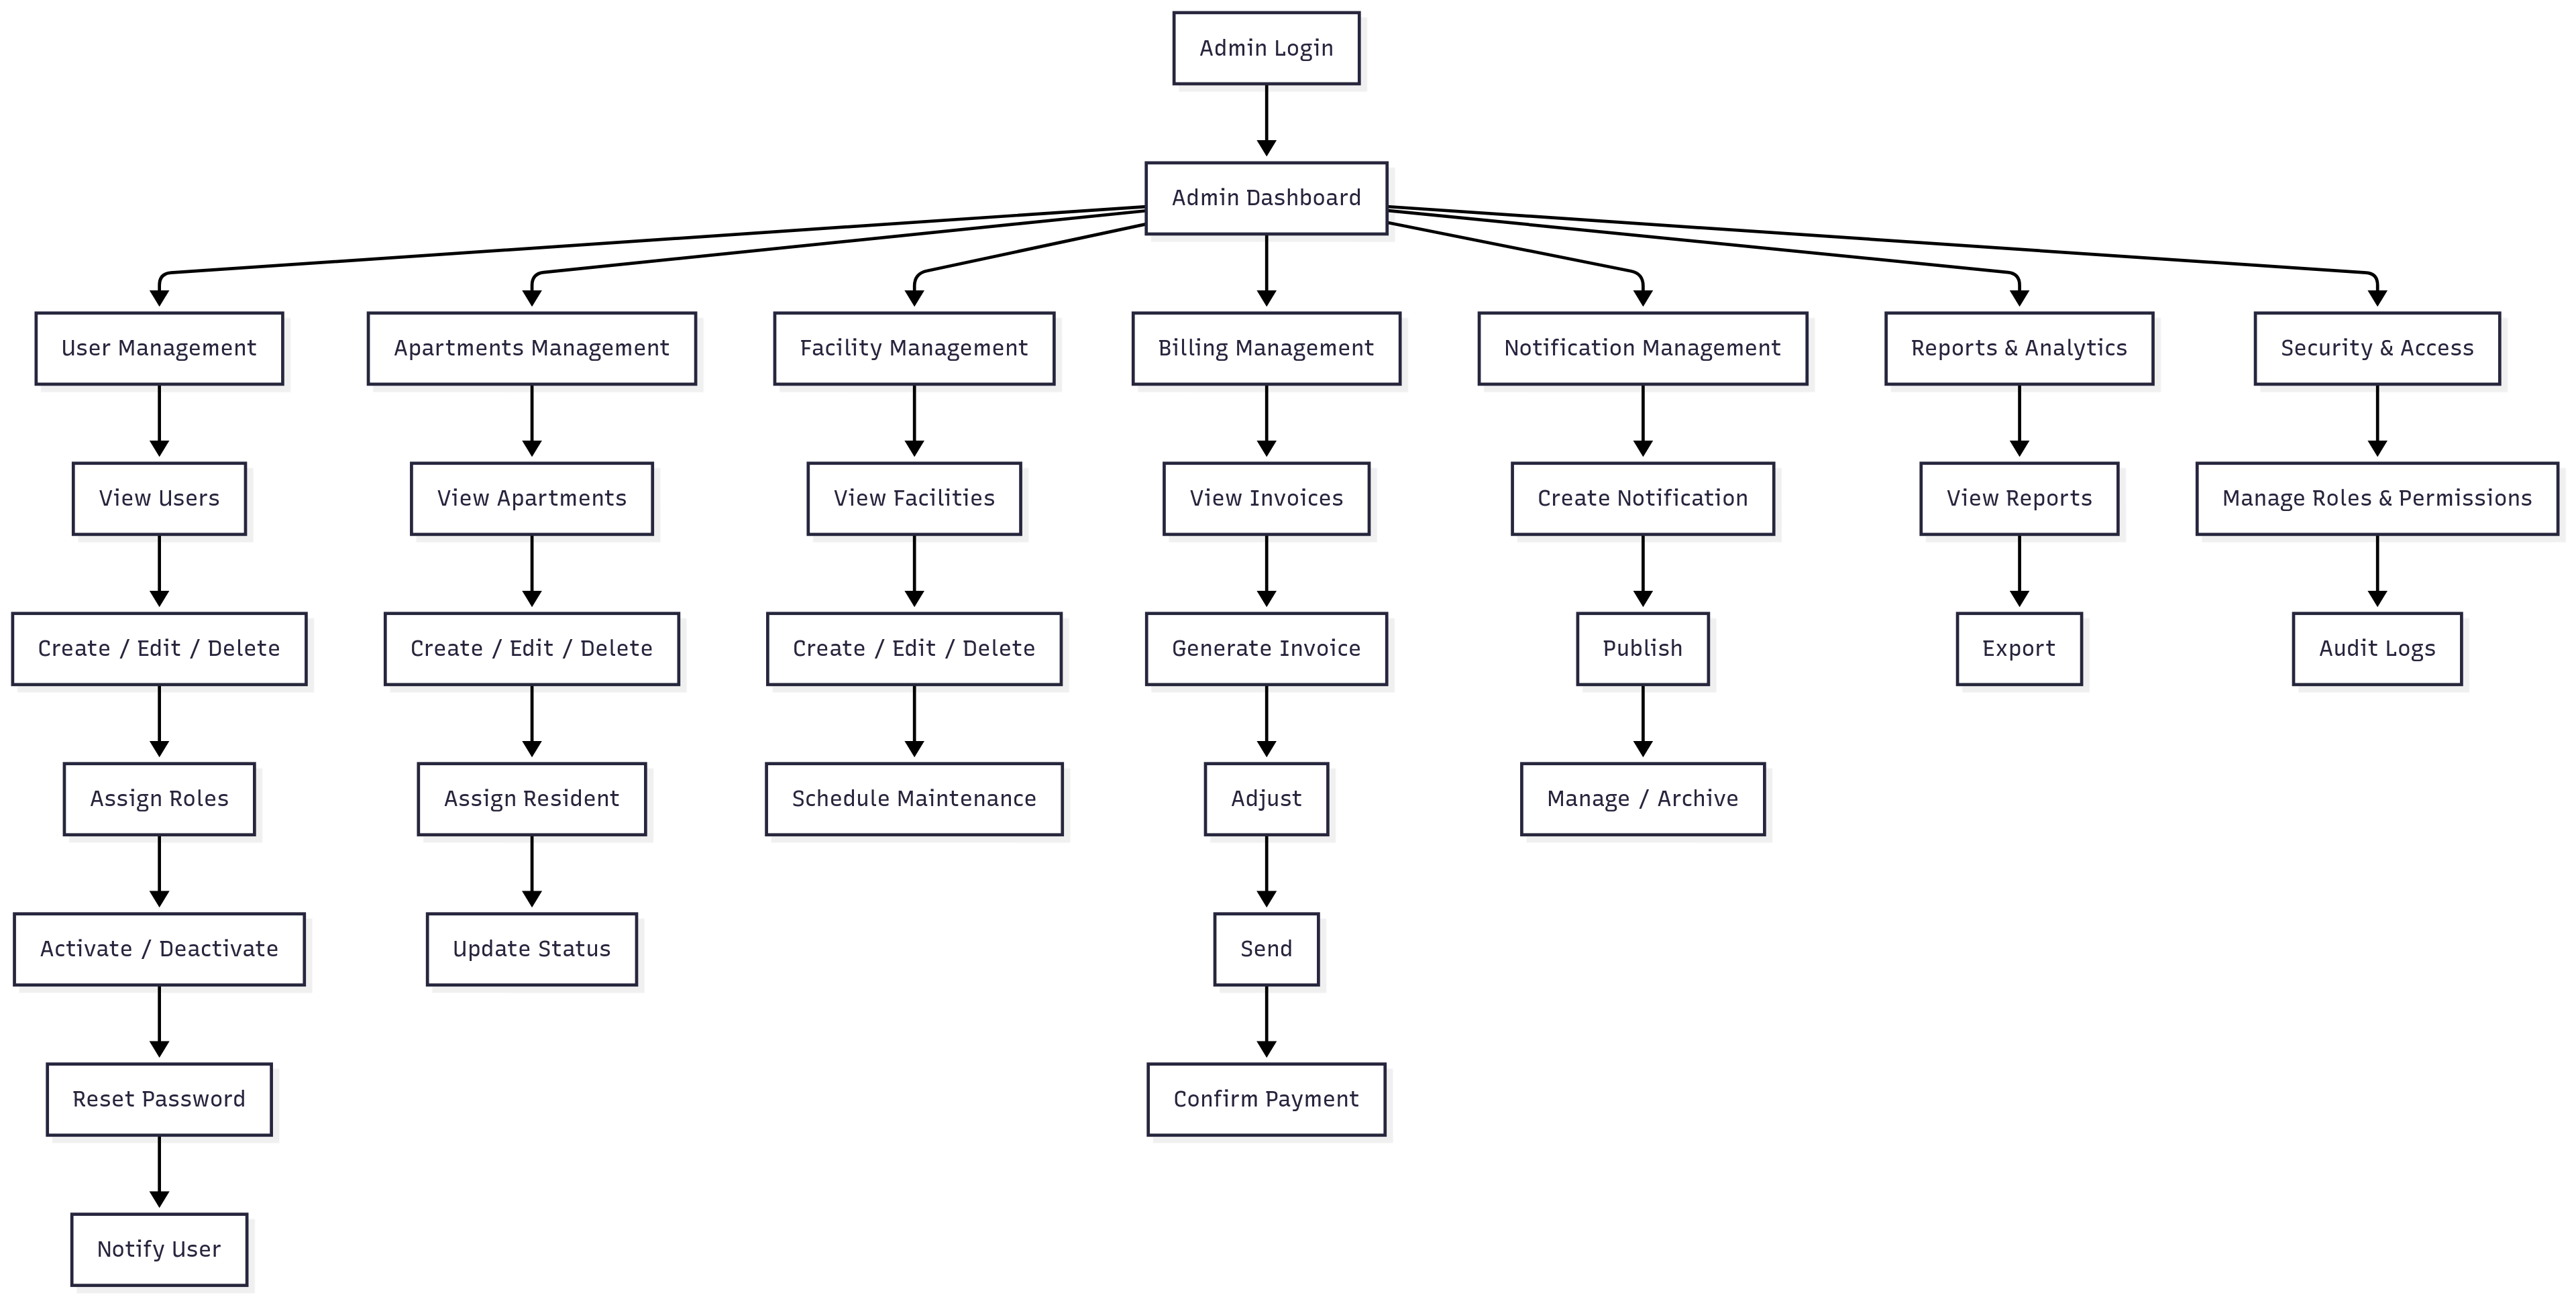 Admin Login
Admin Dashboard
User Management
Apartments Management
Facility Management
Billing Management
Notification Management
Reports & Analytics
Security & Access
View Users
View Apartments
View Facilities
View Invoices
Create Notification
View Reports
Manage Roles & Permissions
Create / Edit / Delete
Create / Edit / Delete
Create / Edit / Delete
Generate Invoice
Publish
Export
Audit Logs
Assign Roles
Assign Resident
Schedule Maintenance
Adjust
Manage / Archive
Activate / Deactivate
Update Status
Send
Reset Password
Confirm Payment
Notify User